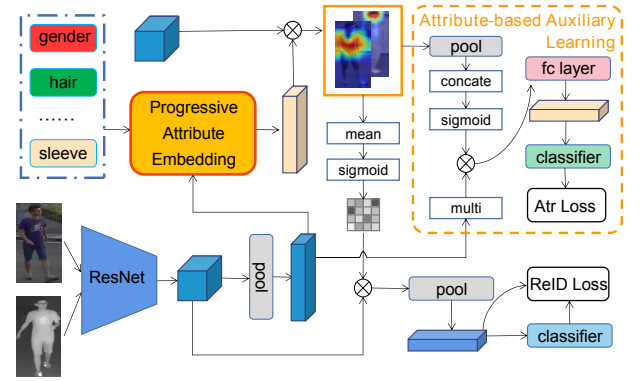 gender
hair
......
sleeve
Progressive
Attribute
Embedding
mean
sigmoid
Attribute-based Auxiliary
Learning
pool
concate
sigmoid
multi
fc layer
classifier
Atr Loss
ResNet
pool
pool
ReID Loss
classifier